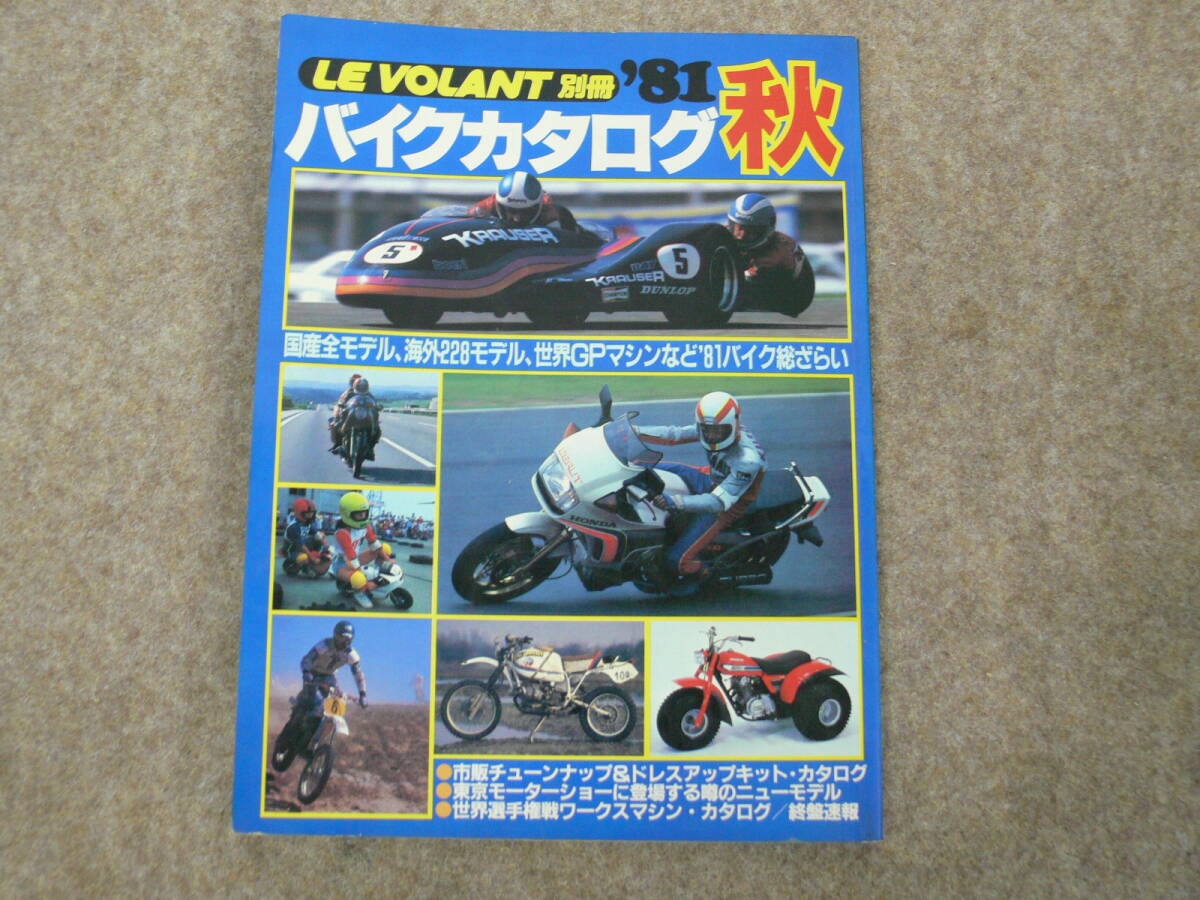 LE VOLANT 別冊 '81
バイクカタログ 秋
KRAUSER
5
KRAUSER
5
DUNLOP
国産全モデル、海外228モデル、世界GPマシンなど'81バイク総ざらい
HONDA
TURBO
6
108
●市販チューンナップ&ドレスアップキット・カタログ
●東京モーターショーに登場する噂のニューモデル
●世界選手権戦ワークスマシン・カタログ/終盤速報